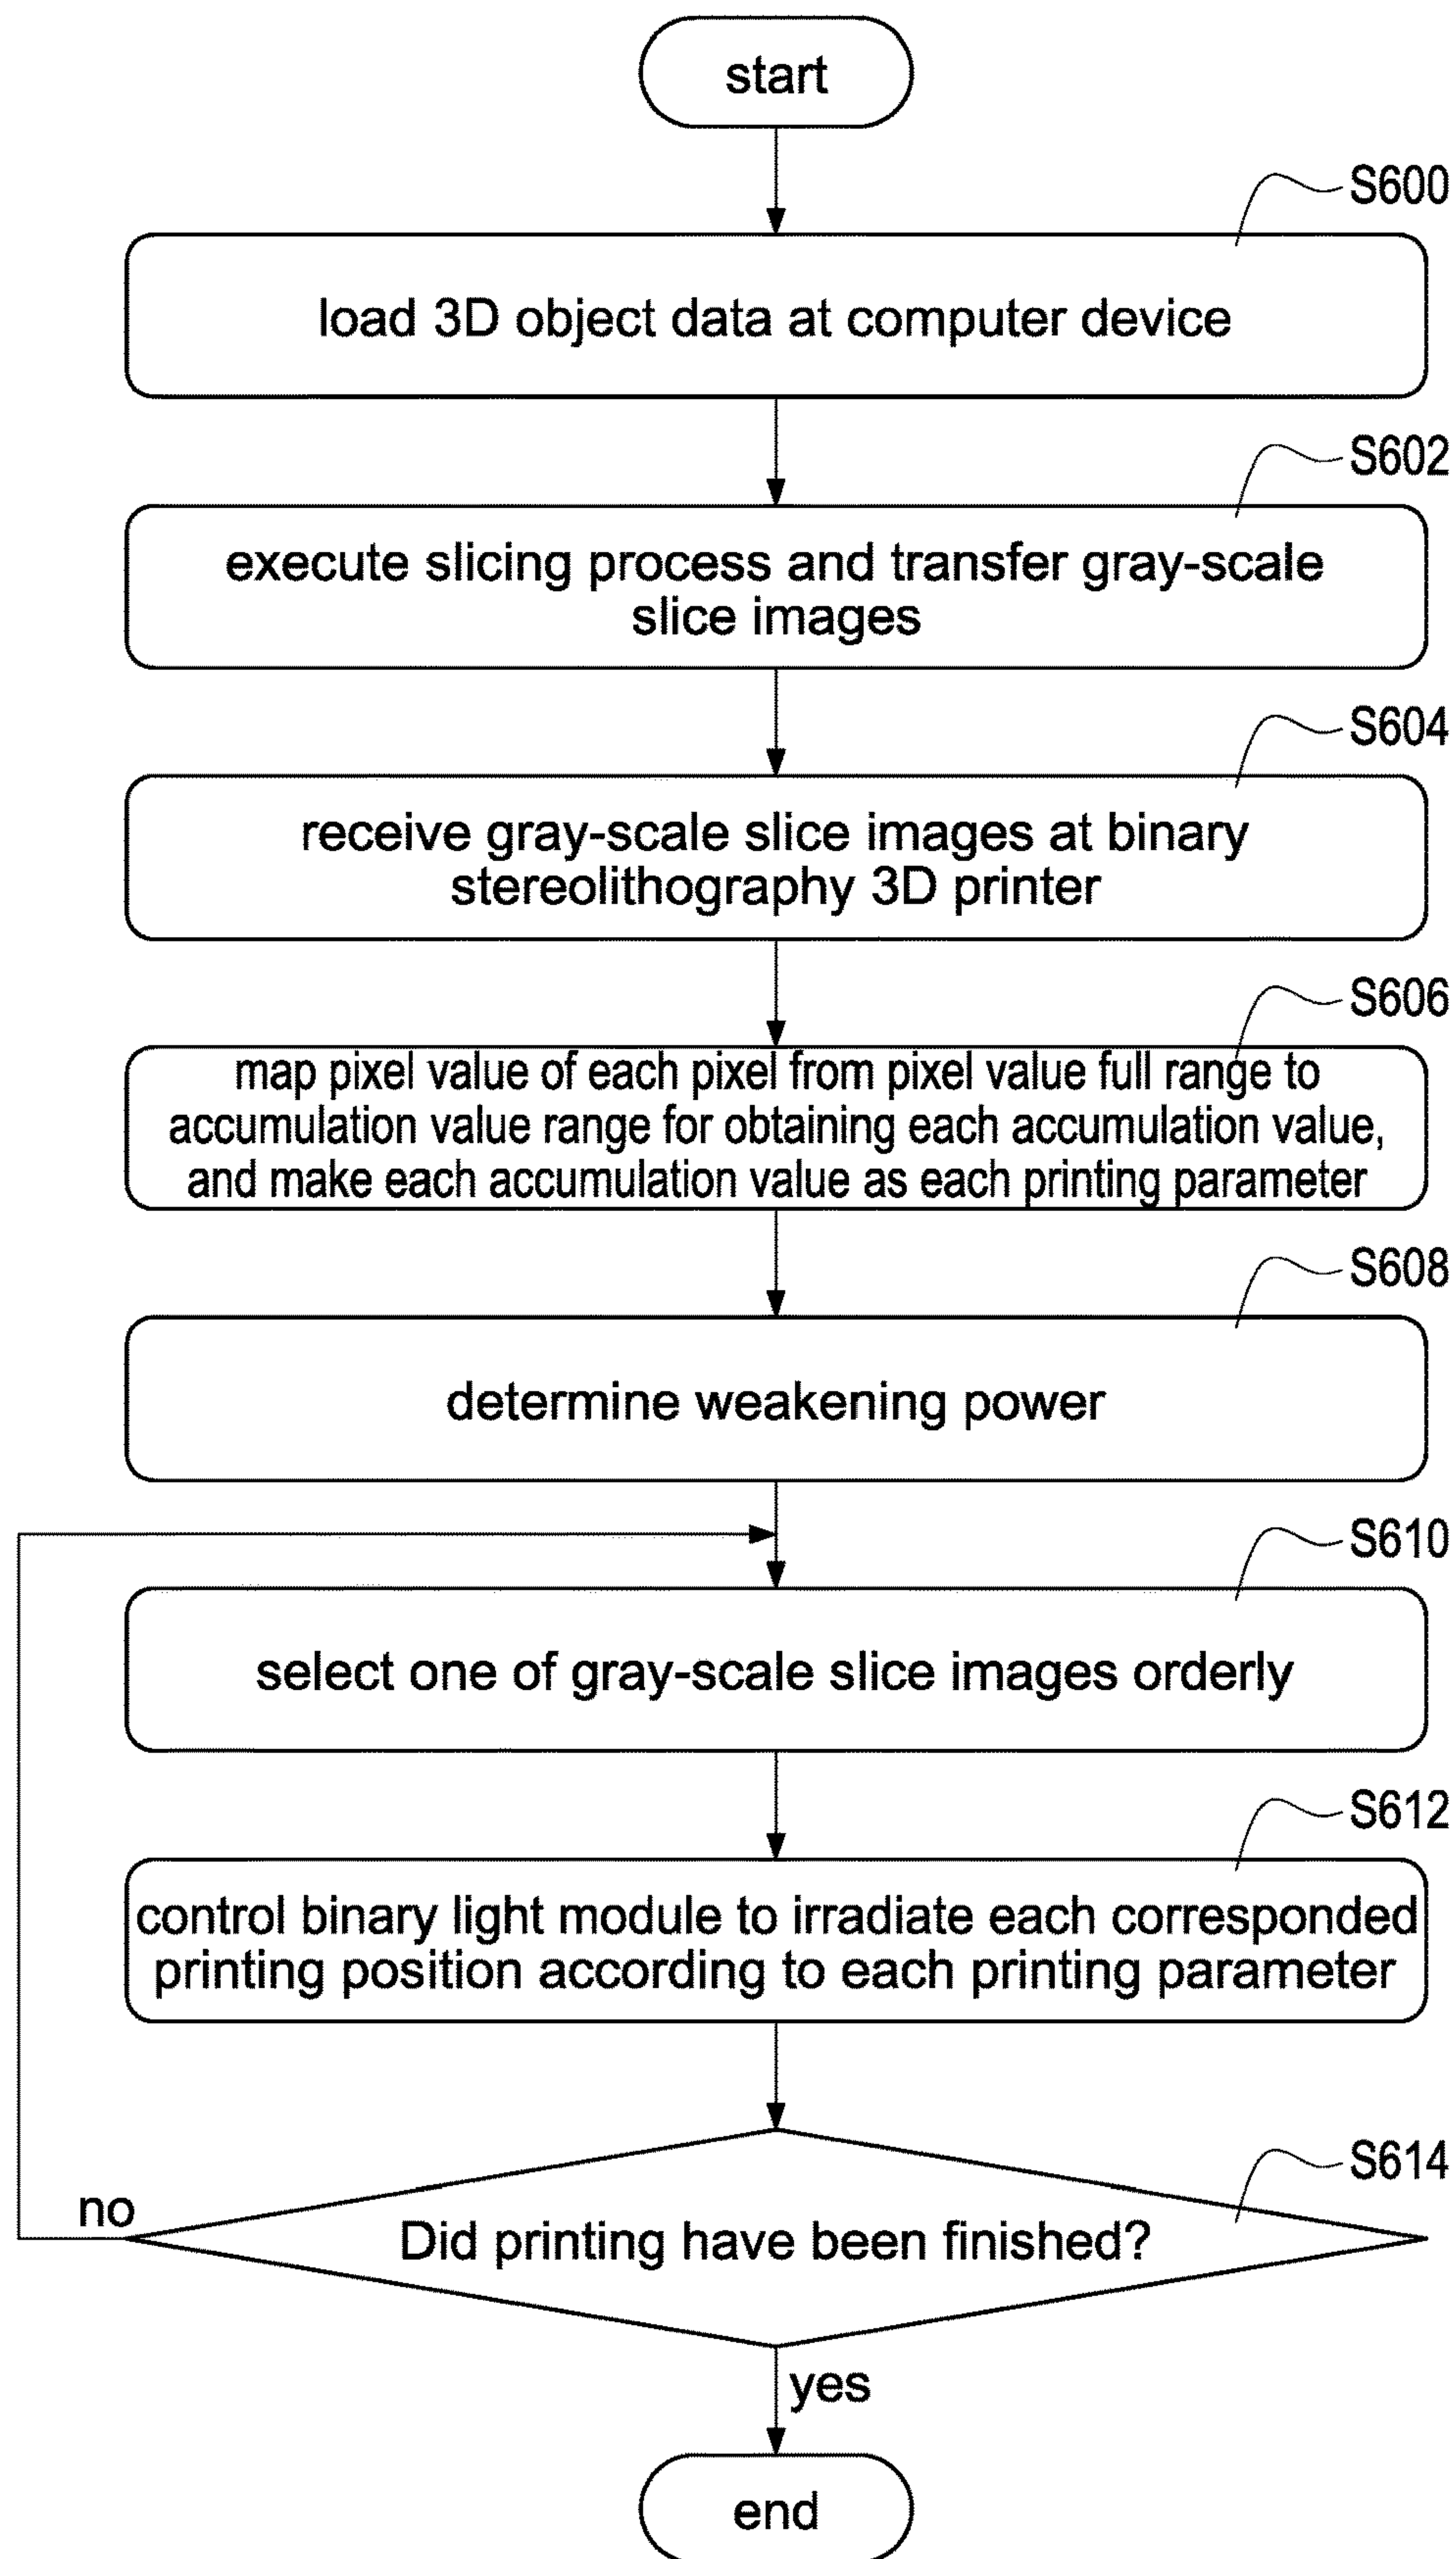 start
S600
load 3D object data at computer device
S602
execute slicing process and transfer gray-scale
slice images
S604
receive gray-scale slice images at binary
stereolithography 3D printer
S606
map pixel value of each pixel from pixel value full range to
accumulation value range for obtaining each accumulation value,
and make each accumulation value as each printing parameter
S608
determine weakening power
S610
select one of gray-scale slice images orderly
S612
control binary light module to irradiate each corresponded
printing position according to each printing parameter
S614
no
Did printing have been finished?
yes
end